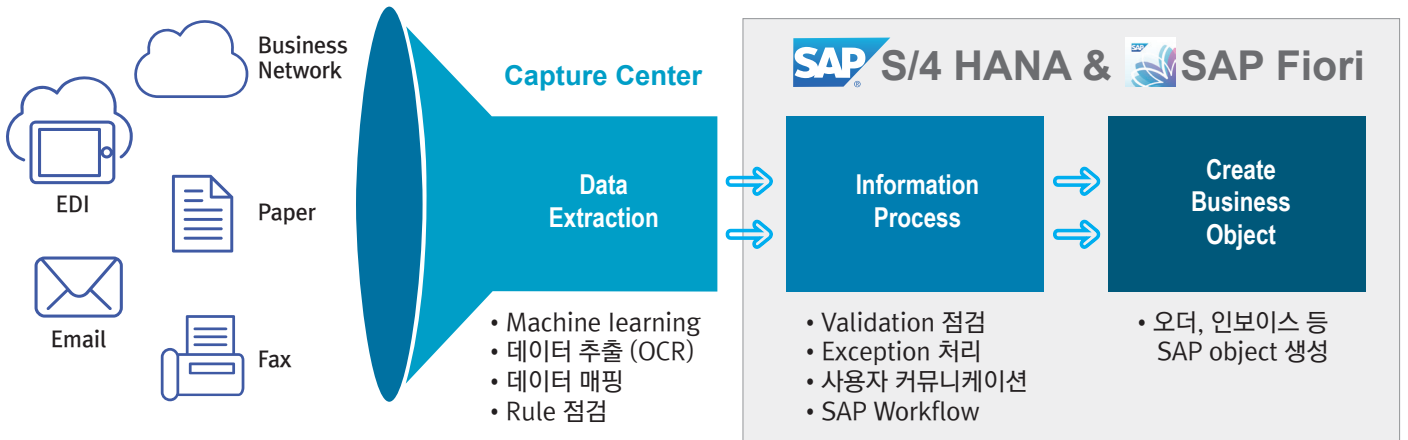 Business
Network
EDI
Paper
Email
Fax
Capture Center
Data
Extraction
• Machine learning
• 데이터 추출 (OCR)
• 데이터 매핑
• Rule 점검
SAP® S/4 HANA & SAP SAP Fiori
Information
Process
• Validation 점검
• Exception 처리
• 사용자 커뮤니케이션
• SAP Workflow
Create
Business
Object
• 오더, 인보이스 등
SAP object 생성